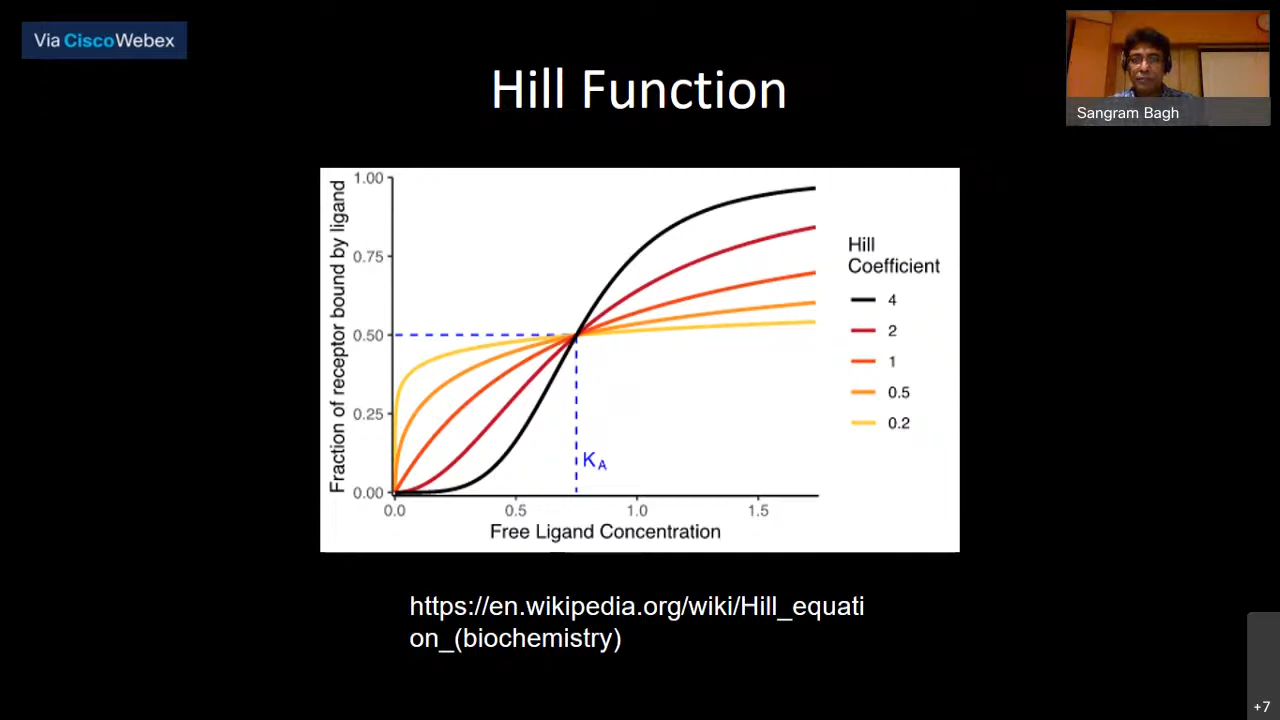 Via CiscoWebex
Hill Function
Sangram Bagh
Fraction of receptor bound by ligand
1.00
0.75
0.50
0.25
0.00
K A
0.0 0.5 1.0 1.5
Free Ligand Concentration
Hill
Coefficient
4
2
1
0.5
0.2
https://en.wikipedia.org/wiki/Hill_equati
on_(biochemistry)
+7